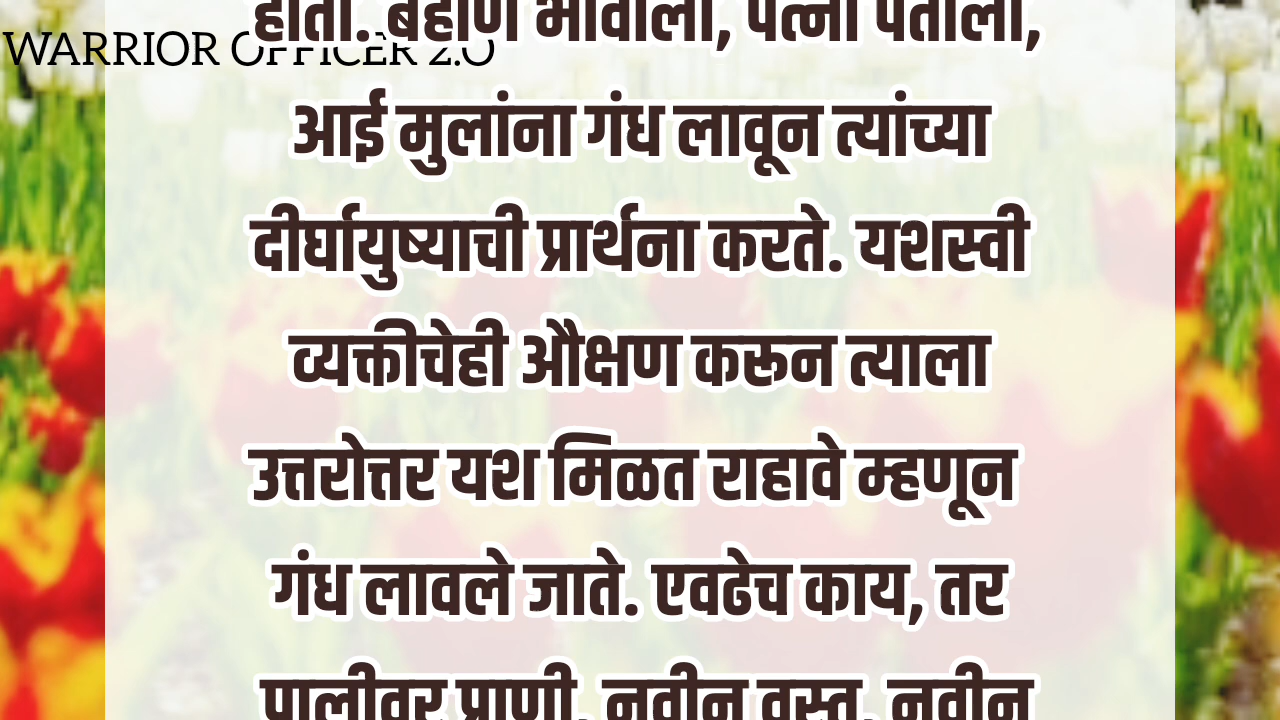 होता. बहीण भावाला, पत्नी पतीला,
WARRIOR OFFICER 2.0
आई मुलांना गंध लावून त्यांच्या
दीर्घायुष्याची प्रार्थना करते. यशस्वी
व्यक्तीचेही औक्षण करून त्याला
उत्तरोत्तर यश मिळत राहावे म्हणून
गंध लावले जाते. एवढेच काय, तर
पालीवर प्राणी, नवीन वस्तू, नवीन